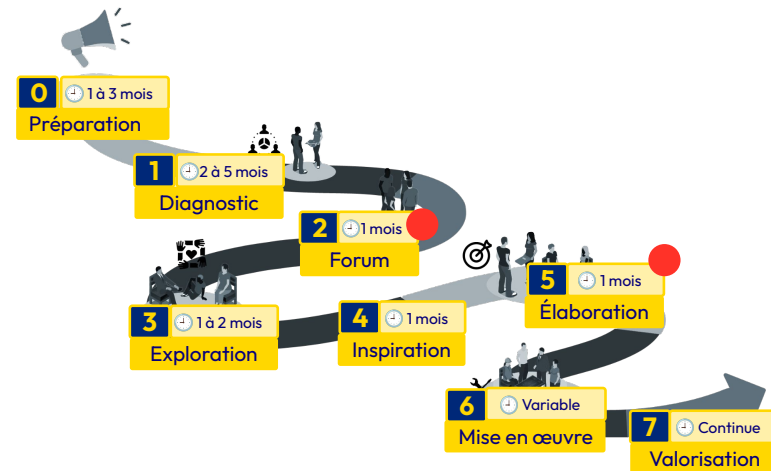 0 1 à 3 mois
Préparation
1 2 à 5 mois
Diagnostic
2 1 mois
Forum
3 1 à 2 mois
Exploration
4 1 mois
Inspiration
5 1 mois
Élaboration
6 Variable
Mise en œuvre
7 Continue
Valorisation